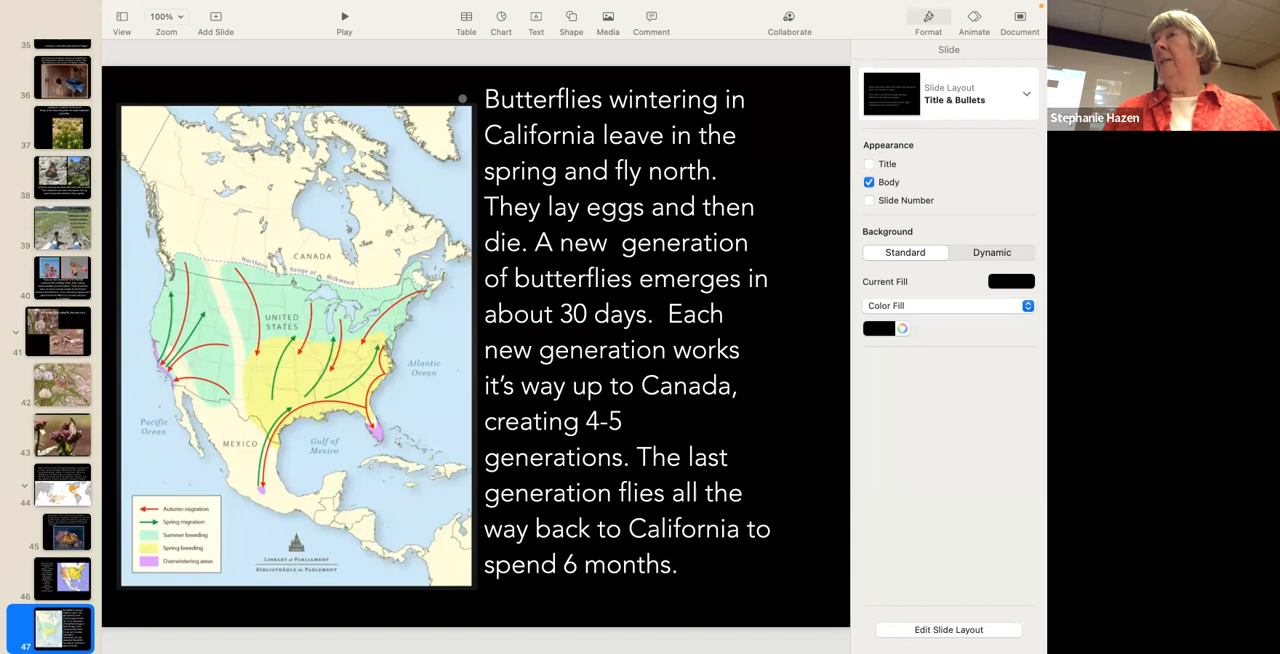 100%
View
Zoom
Add Slide
Play
Table
Chart
Text
Shape
Media
Comment
Collaborate
Format
Animate
Document
35
36
37
38
39
40
41
42
43
44
45
46
47
CANADA
Northern Range of Milkweed
UNITED
STATES
Atlantic
Ocean
Pacific
Ocean
MEXICO
Gulf of
Mexico
Autumn migration
Spring migration
Summer breeding
Spring breeding
Overwintering areas
LIBRARY of PARLIAMENT
BIBLIOTHÈQUE du PARLEMENT
Butterflies wintering in
California leave in the
spring and fly north.
They lay eggs and then
die. A new generation
of butterflies emerges in
about 30 days. Each
new generation works
it's way up to Canada,
creating 4-5
generations. The last
generation flies all the
way back to California to
spend 6 months.
Slide
Slide Layout
Title & Bullets
Appearance
Title
Body
Slide Number
Background
Standard
Dynamic
Current Fill
Color Fill
Edit Slide Layout
Stephanie Hazen